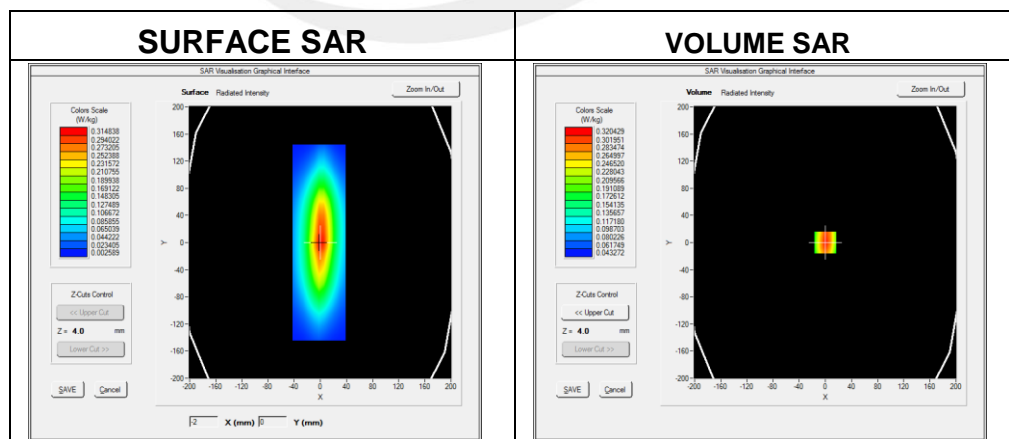 SURFACE SAR
SAR Visualisation Graphical Interface
Surface Radiated Intensity
Zoom In/Out
Colors Scale
(W/kg)
0.314838
0.294022
0.273205
0.252388
0.231572
0.210755
0.189938
0.169122
0.148305
0.127489
0.106672
0.085855
0.065039
0.044222
0.023405
0.002589
Z-Cuts Control
<< Upper Cut
Z = 4.0 mm
Lower Cut >>
SAVE Cancel
200
160
120
80
40
0
-40
-80
-120
-160
-200
Y
-200 -160 -120 -80 -40 0 40 80 120 160 200
X
-2 X (mm) 0 Y (mm)
VOLUME SAR
SAR Visualisation Graphical Interface
Volume Radiated Intensity
Zoom In/Out
Colors Scale
(W/kg)
0.320429
0.301951
0.283474
0.264997
0.246520
0.228043
0.209566
0.191089
0.172612
0.154135
0.135657
0.117180
0.098703
0.080226
0.061749
0.043272
Z-Cuts Control
<< Upper Cut
Z = 4.0 mm
Lower Cut >>
SAVE Cancel
200
160
120
80
40
0
-40
-80
-120
-160
-200
Y
-200 -160 -120 -80 -40 0 40 80 120 160 200
X